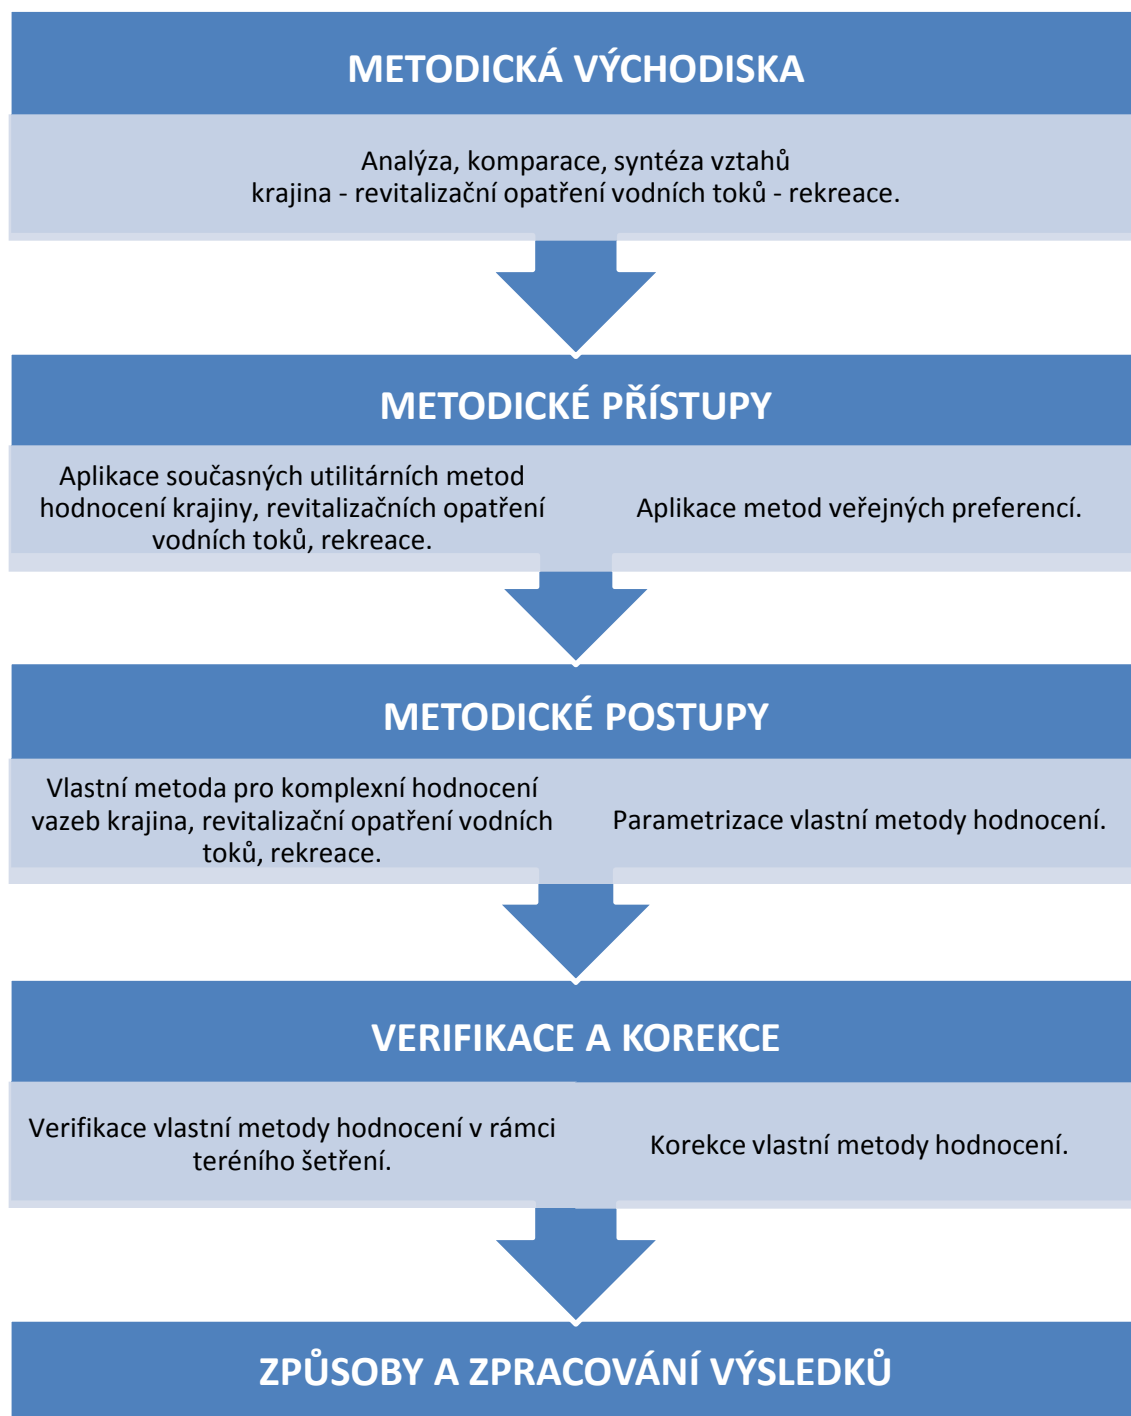 METODICKÁ VÝCHODISKA
Analýza, komparace, syntéza vztahů
krajina - revitalizační opatření vodních toků - rekreace.
METODICKÉ PŘÍSTUPY
Aplikace současných utilitárních metod
hodnocení krajiny, revitalizačních opatření
vodních toků, rekreace.
Aplikace metod veřejných preferencí.
METODICKÉ POSTUPY
Vlastní metoda pro komplexní hodnocení
vazeb krajina, revitalizační opatření vodních
toků, rekreace.
Parametrizace vlastní metody hodnocení.
VERIFIKACE A KOREKCE
Verifikace vlastní metody hodnocení v rámci
teréního šetření.
Korekce vlastní metody hodnocení.
ZPŮSOBY A ZPRACOVÁNÍ VÝSLEDKŮ